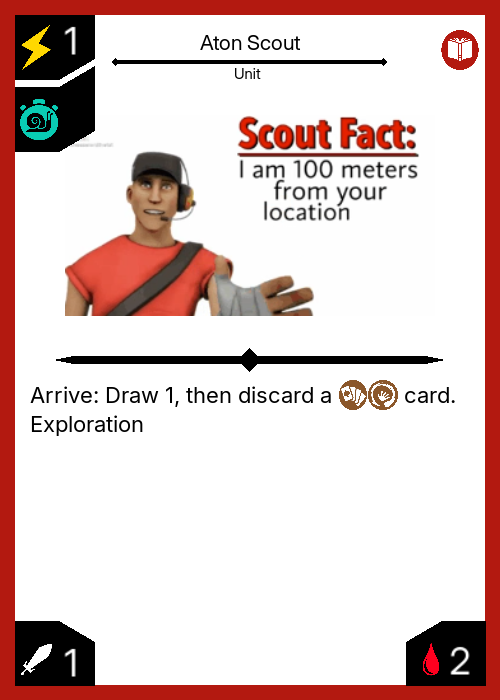 1
Aton Scout
Unit
Scout Fact:
I am 100 meters
from your
location
Arrive: Draw 1, then discard a card.
Exploration
1
2